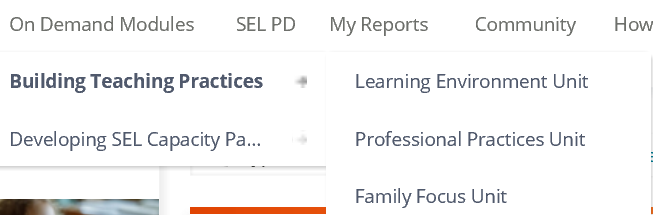 On Demand Modules SEL PD My Reports Community How
Building Teaching Practices
Learning Environment Unit
Developing SEL Capacity Pa...
Professional Practices Unit
Family Focus Unit